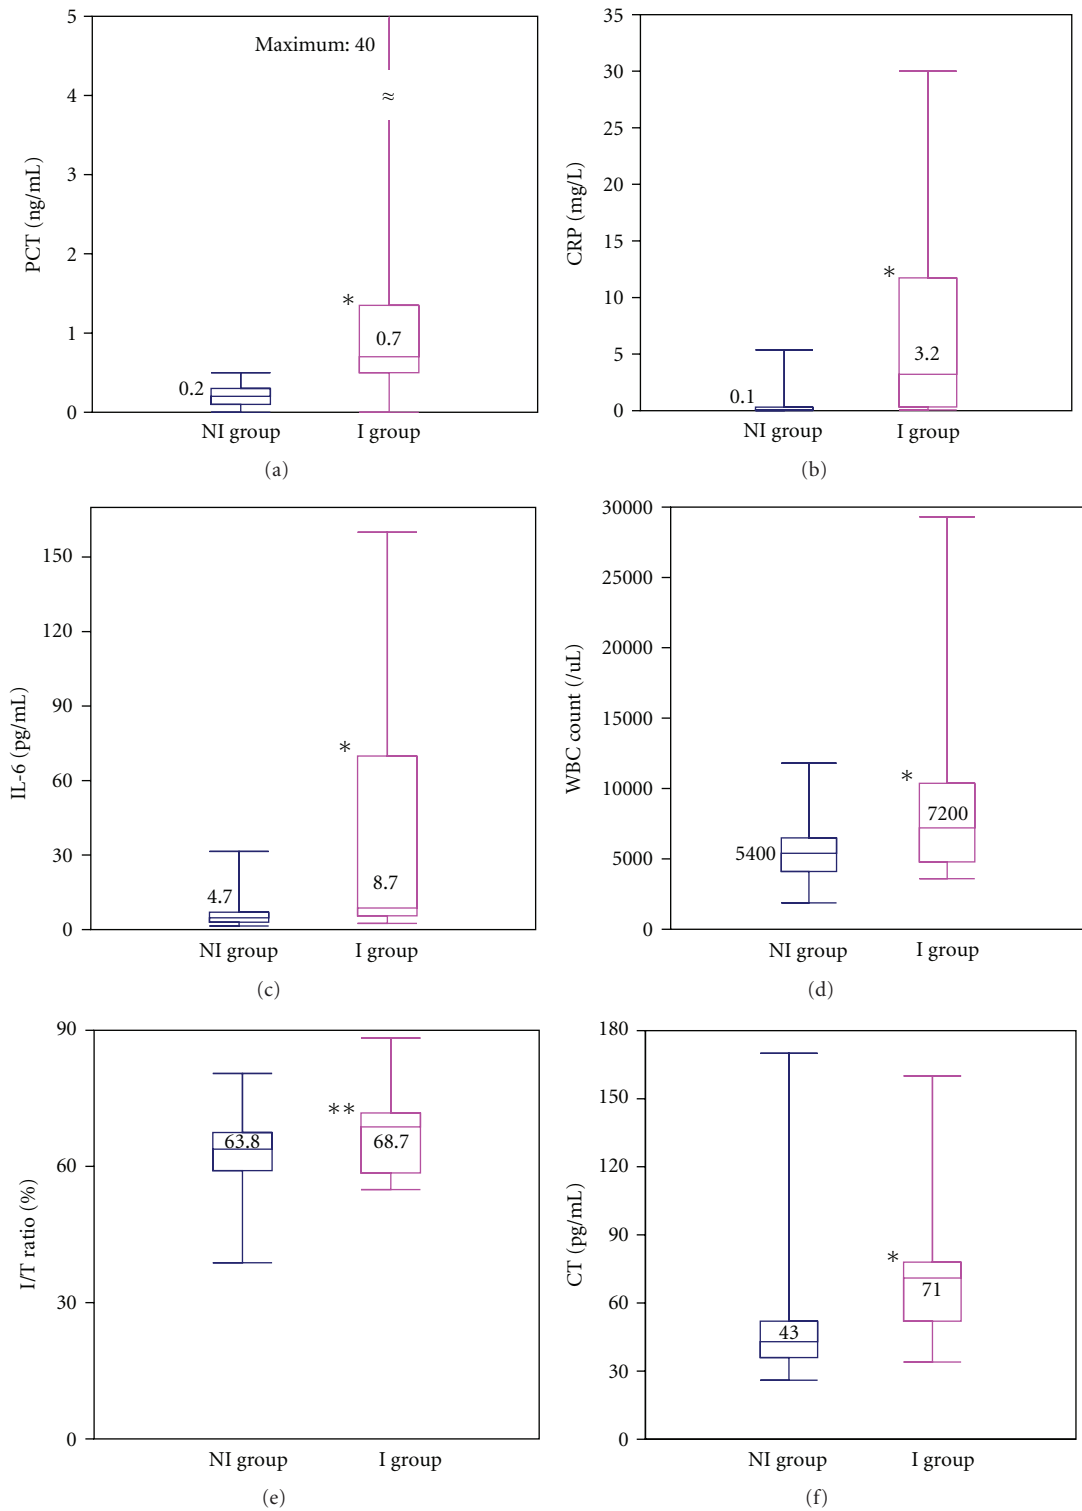 5
Maximum: 40
4
≈
3
2
1
0
PCT (ng/mL)
*
0.7
0.2
NI group
I group
(a)
35
30
25
20
15
10
5
0
CRP (mg/L)
*
3.2
0.1
NI group
I group
(b)
150
120
90
60
30
0
IL-6 (pg/mL)
*
8.7
4.7
NI group
I group
(c)
30000
25000
20000
15000
10000
5000
0
WBC count (/uL)
*
7200
5400
NI group
I group
(d)
90
60
30
0
I/T ratio (%)
**
63.8
68.7
NI group
I group
(e)
180
150
120
90
60
30
0
CT (pg/mL)
*
71
43
NI group
I group
(f)